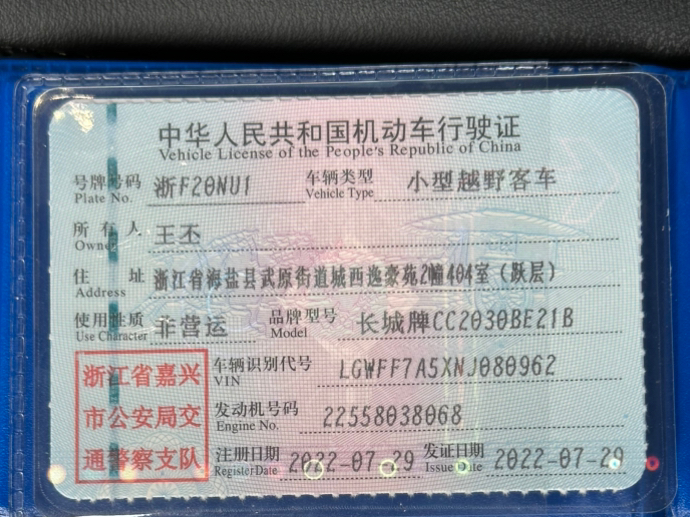 中华人民共和国机动车行驶证
Vehicle License of the People's Republic of China
号牌号码 浙F20NU1 车辆类型 小型越野客车
Plate No. Vehicle Type
所有人 王丕
Owner
住址 浙江省海盐县武原街道城西逸豪苑2幢404室（跃层）
Address
使用性质 非营运 品牌型号 长城牌CC2030BE21B
Use Character Model
浙江省嘉兴
市公安局交
通警察支队
车辆识别代号 LGWFF7A5XNJ080962
VIN
发动机号码 22558038068
Engine No.
注册日期 2022-07-29 发证日期 2022-07-29
Register Date Issue Date